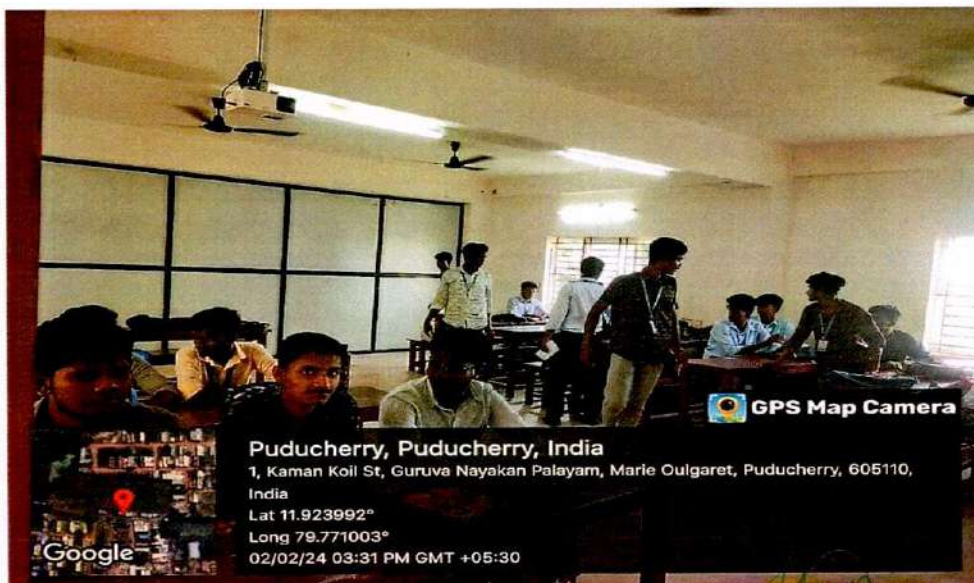 GPS Map Camera
Puducherry, Puducherry, India
1, Kaman Koil St, Guruva Nayakan Palayam, Marie Oulgaret, Puducherry, 605110,
India
Lat 11.923992°
Long 79.771003°
02/02/24 03:31 PM GMT +05:30
Google